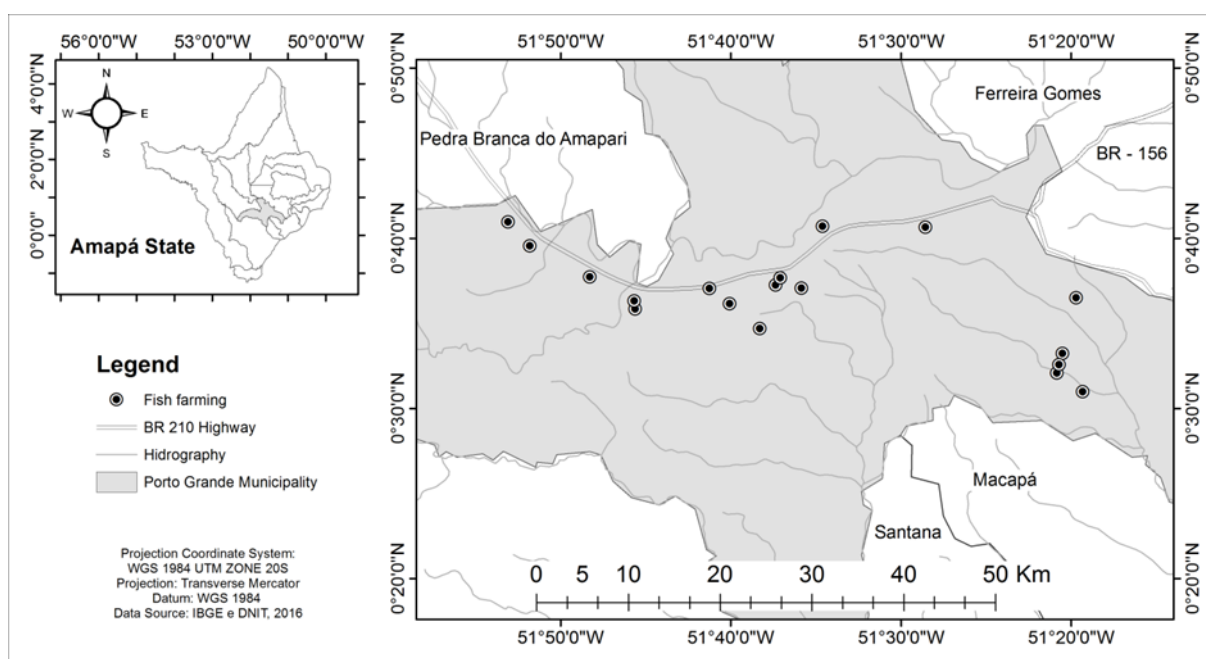 56°0'0"W 53°0'0"W 50°0'0"W
4°0'0"N
2°0'0"N
0°0'0"
N
W E
S
Amapá State
Legend
Fish farming
BR 210 Highway
Hidrography
Porto Grande Municipality
Projection Coordinate System:
WGS 1984 UTM ZONE 20S
Projection: Transverse Mercator
Datum: WGS 1984
Data Source: IBGE e DNIT, 2016
51°50'0"W 51°40'0"W 51°30'0"W 51°20'0"W
0°50'0"N
0°40'0"N
0°30'0"N
0°20'0"N
Pedra Branca do Amapari
Ferreira Gomes
BR - 156
Macapá
Santana
0 5 10 20 30 40 50 Km
0°50'0"N
0°40'0"N
0°30'0"N
0°20'0"N
51°50'0"W 51°40'0"W 51°30'0"W 51°20'0"W